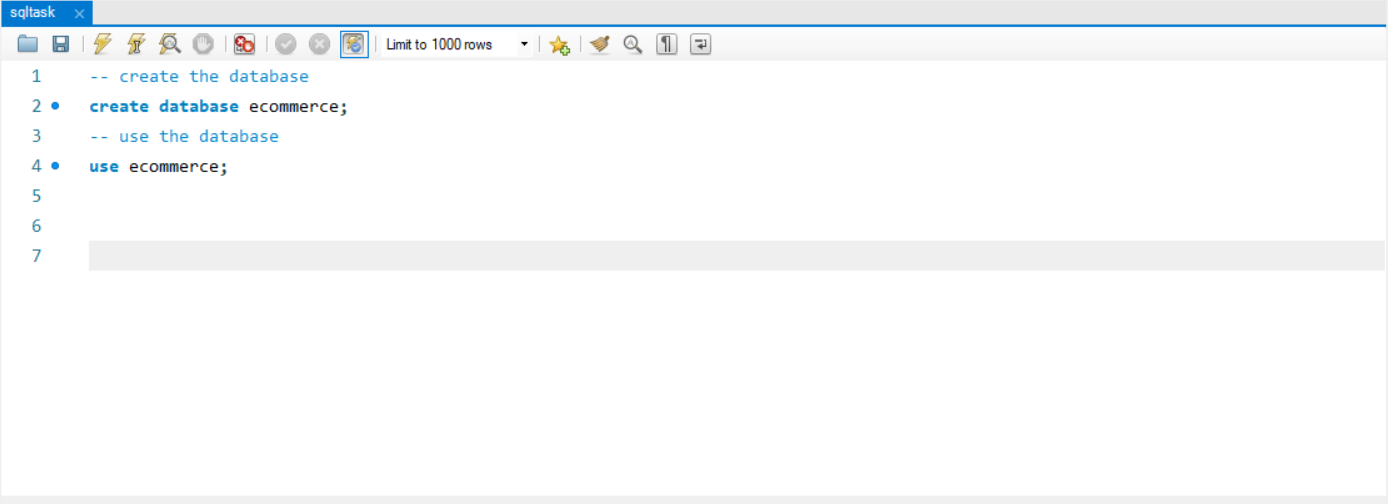 sqltask
Limit to 1000 rows
1 -- create the database
2 create database ecommerce;
3 -- use the database
4 use ecommerce;
5
6
7